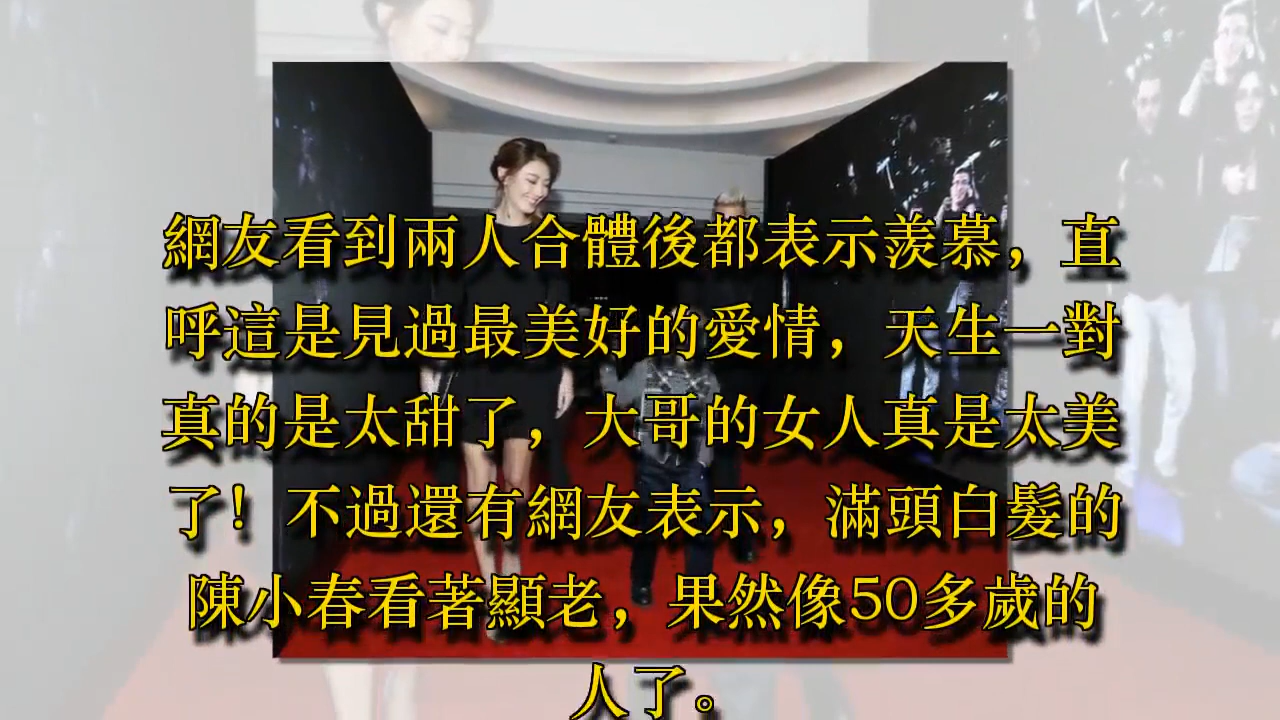 網友看到兩人合體後都表示羨慕，直
呼這是見過最美好的愛情，天生一對
真的是太甜了，大哥的女人真是太美
了！不過還有網友表示，滿頭白髮的
陳小春看著顯老，果然像50多歲的
人了。